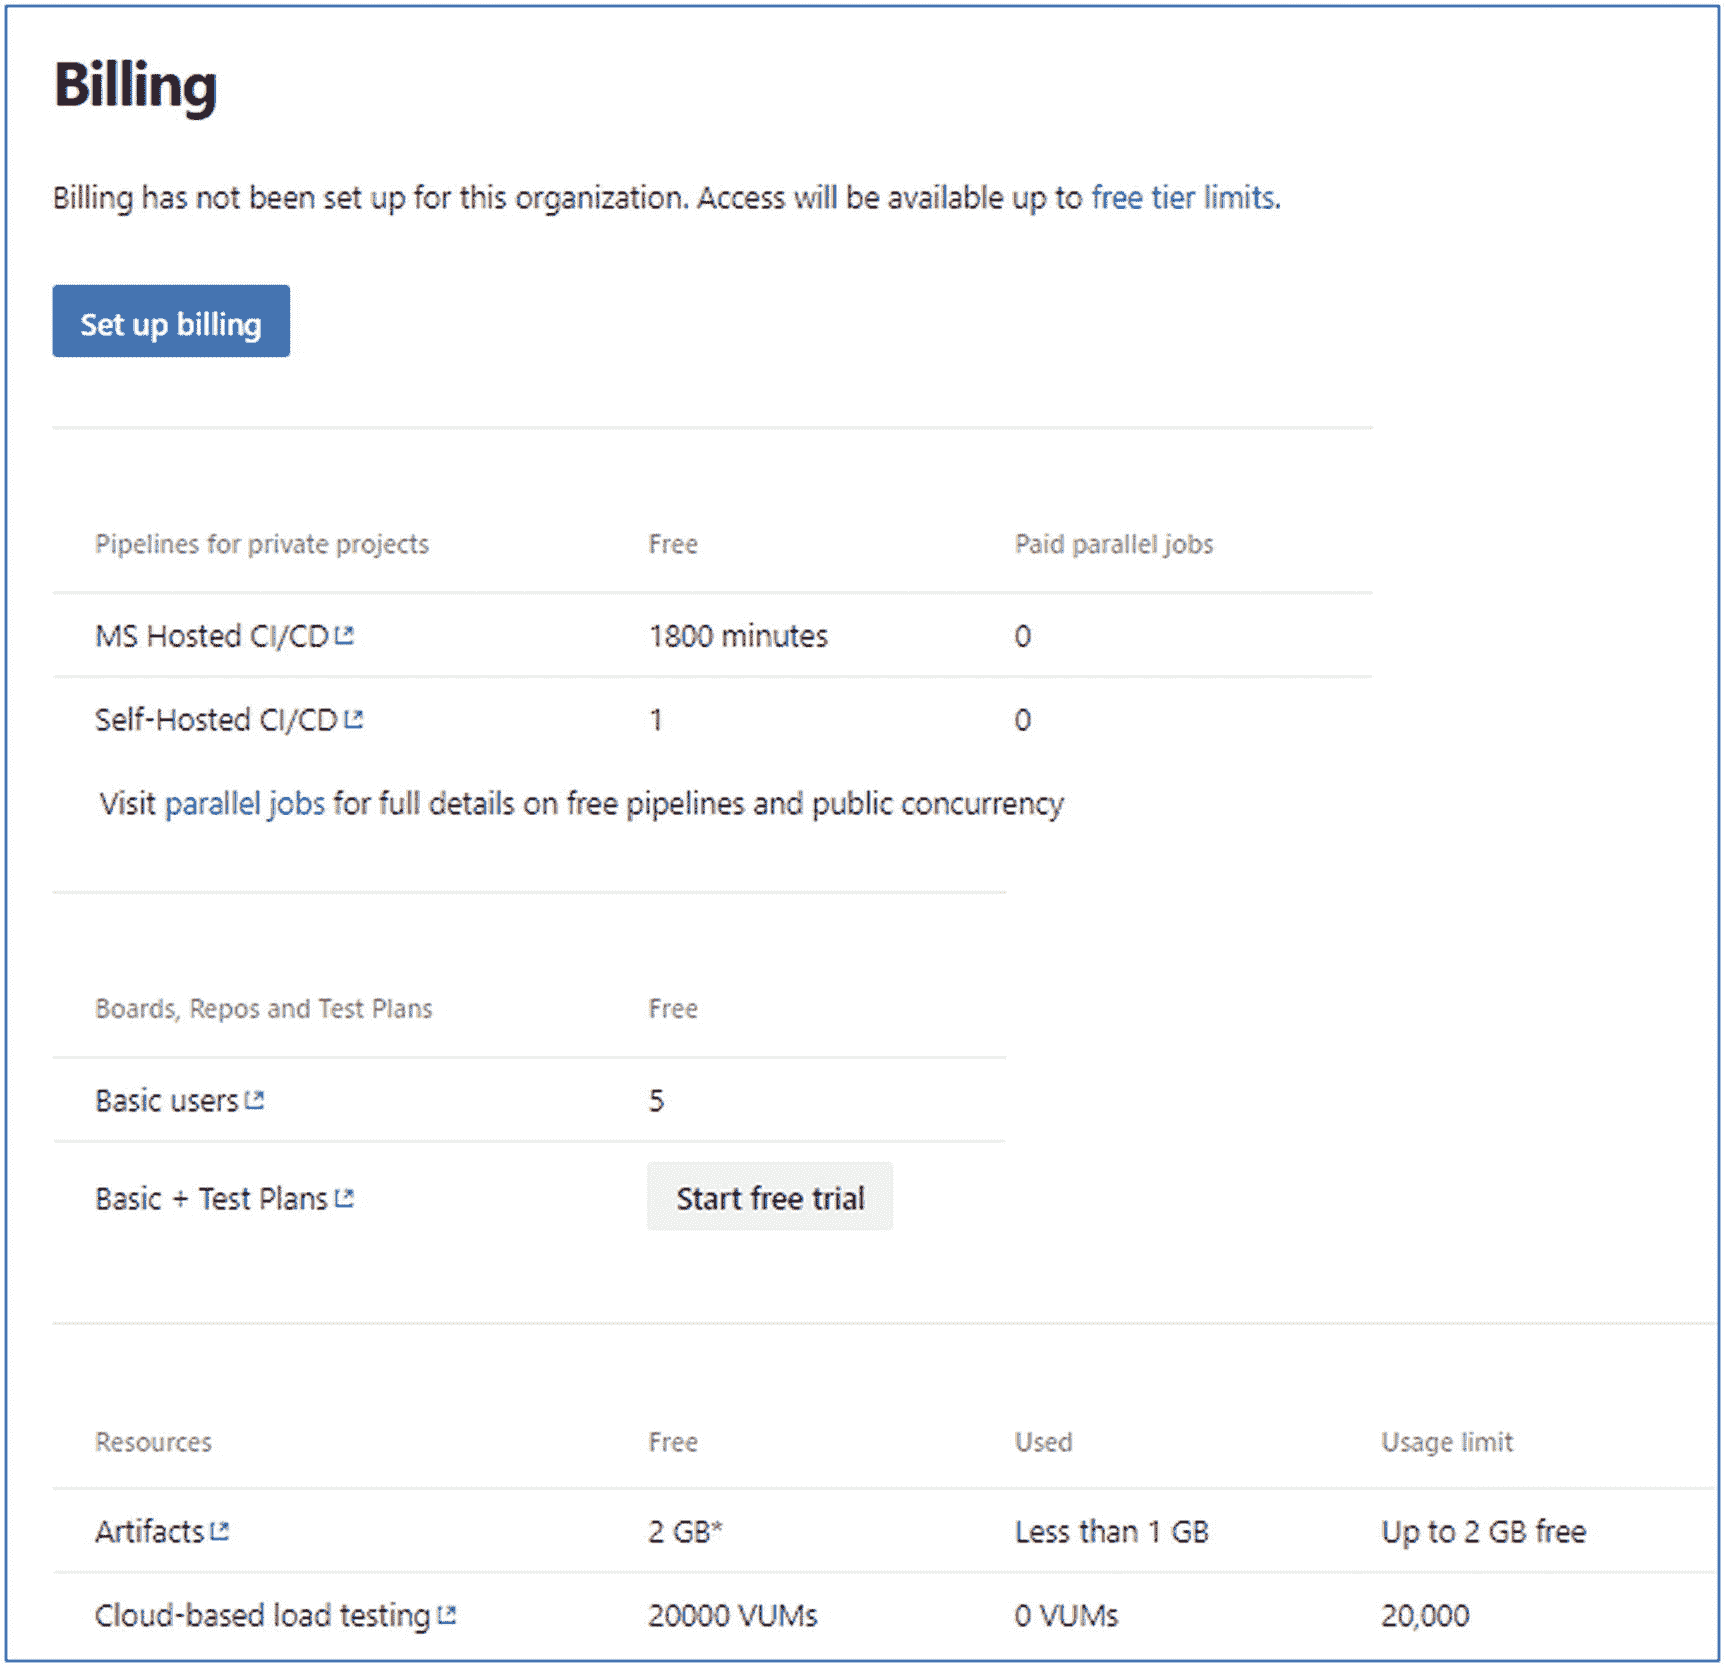 Billing
Billing has not been set up for this organization. Access will be available up to free tier limits.
Set up billing
Pipelines for private projects Free Paid parallel jobs
MS Hosted CI/CD 1800 minutes 0
Self-Hosted CI/CD 1 0
Visit parallel jobs for full details on free pipelines and public concurrency
Boards, Repos and Test Plans Free
Basic users 5
Basic + Test Plans Start free trial
Resources Free Used Usage limit
Artifacts 2 GB* Less than 1 GB Up to 2 GB free
Cloud-based load testing 20000 VUMs 0 VUMs 20,000